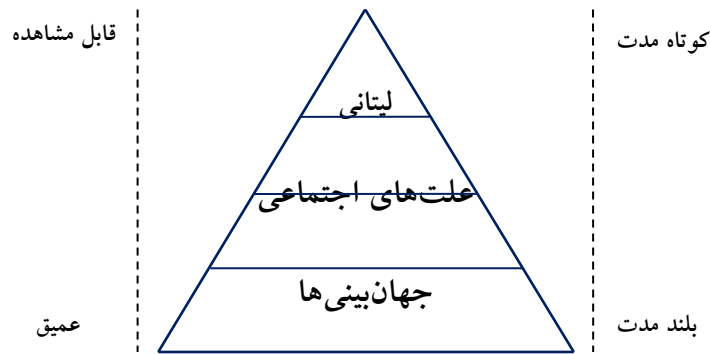 کوتاه مدت
قابل مشاهده
لیتانی
علت‌های اجتماعی
جهان‌بینی‌ها
بلند مدت
عمیق